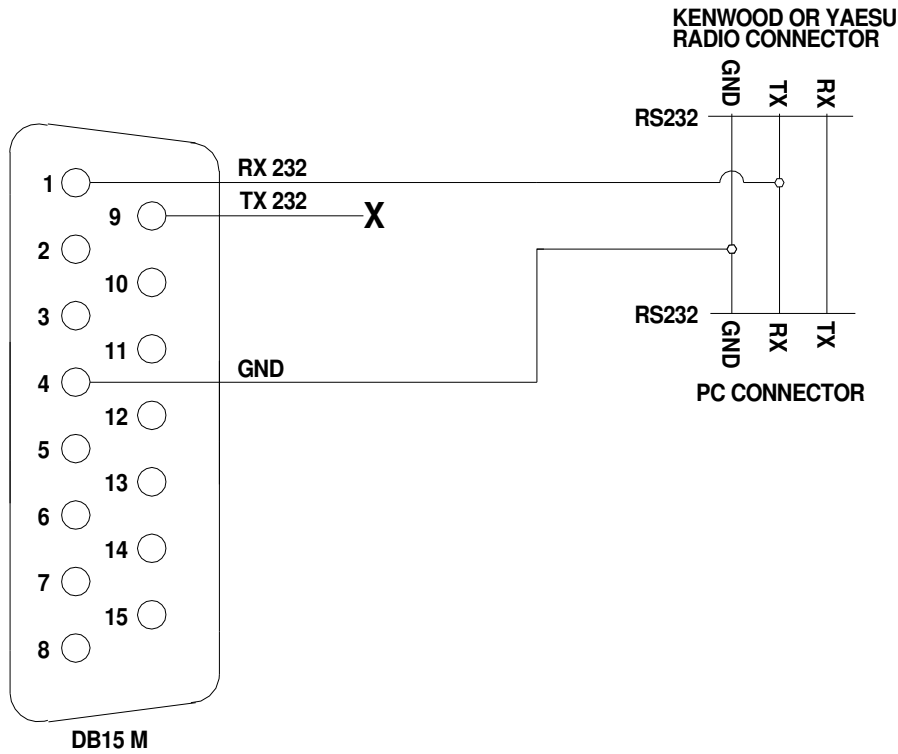 KENWOOD OR YAESU
RADIO CONNECTOR
GND TX RX
RS232
1 RX 232
9 TX 232 X
2
10
3
RS232
11
GND RX TX
4 GND
PC CONNECTOR
12
5
13
6
14
7
15
8
DB15 M